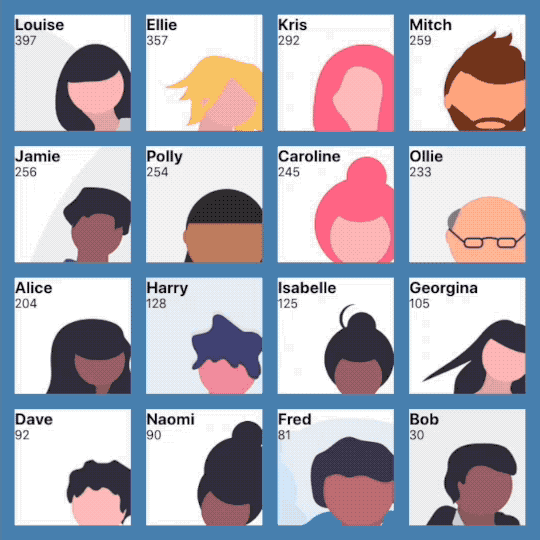 Louise
397
Ellie
357
Kris
292
Mitch
259
Jamie
256
Polly
254
Caroline
245
Ollie
233
Alice
204
Harry
128
Isabelle
125
Georgina
105
Dave
92
Naomi
90
Fred
81
Bob
30